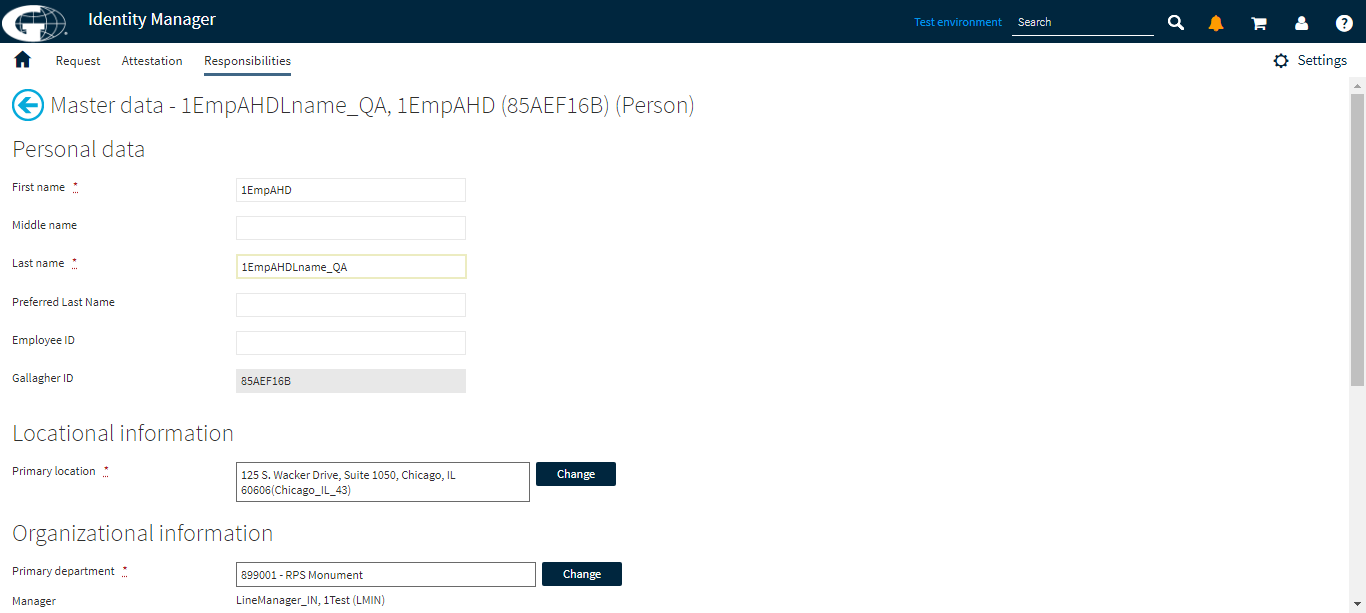 Identity Manager
Test environment
Search
Request
Attestation
Responsibilities
Settings
Master data - 1EmpAHDLname_QA, 1EmpAHD (85AEF16B) (Person)
Personal data
First name *
1EmpAHD
Middle name
Last name *
1EmpAHDLname_QA
Preferred Last Name
Employee ID
Gallagher ID
85AEF16B
Locational information
Primary location *
125 S. Wacker Drive, Suite 1050, Chicago, IL
60606(Chicago_IL_43)
Change
Organizational information
Primary department *
899001 - RPS Monument
Change
Manager
LineManager_IN, 1Test (LMIN)